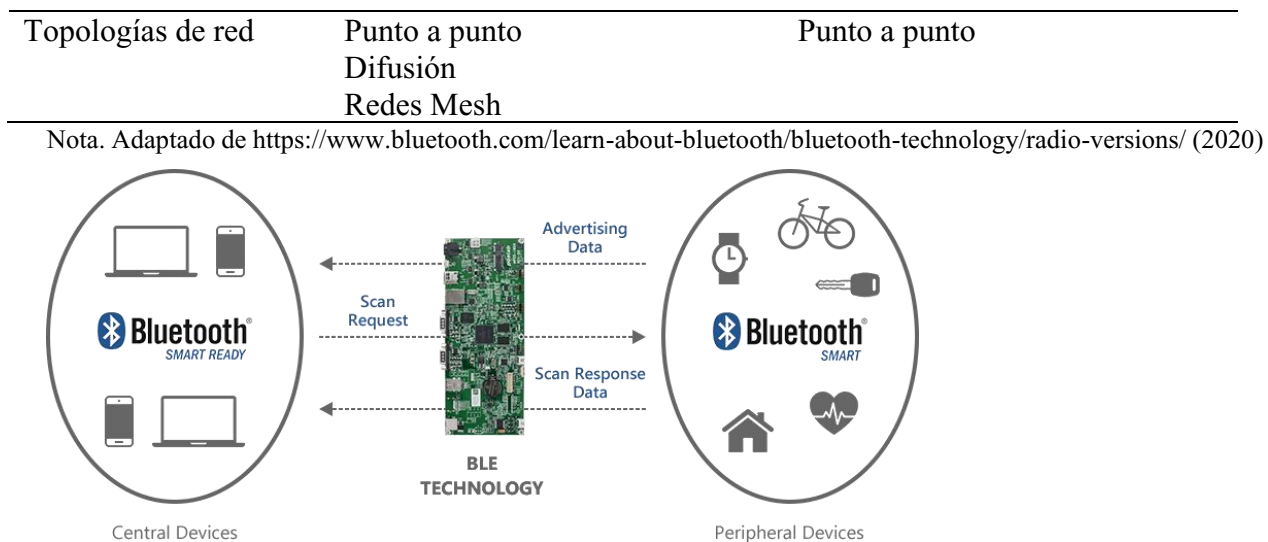 Topologías de red Punto a punto Punto a punto
Difusión
Redes Mesh
Nota. Adaptado de https://www.bluetooth.com/learn-about-bluetooth/bluetooth-technology/radio-versions/ (2020)
Advertising
Data
Scan
Request
Bluetooth®
SMART READY
Bluetooth®
SMART
Scan Response
Data
BLE
TECHNOLOGY
Central Devices
Peripheral Devices